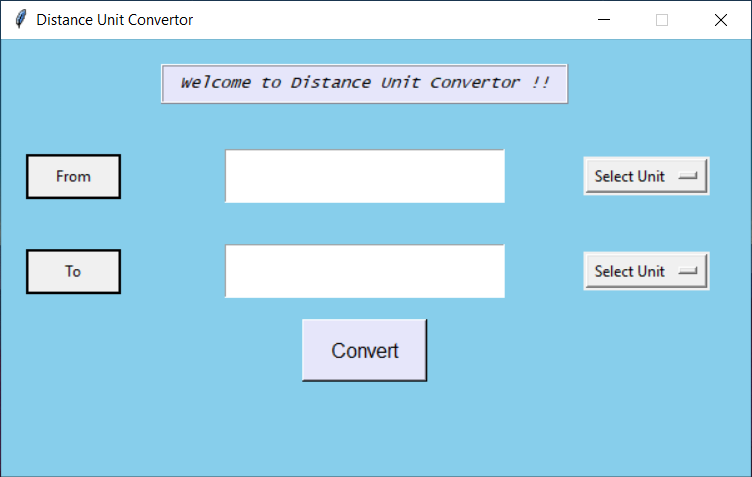 Distance Unit Convertor
Welcome to Distance Unit Convertor !!
From
Select Unit
To
Select Unit
Convert